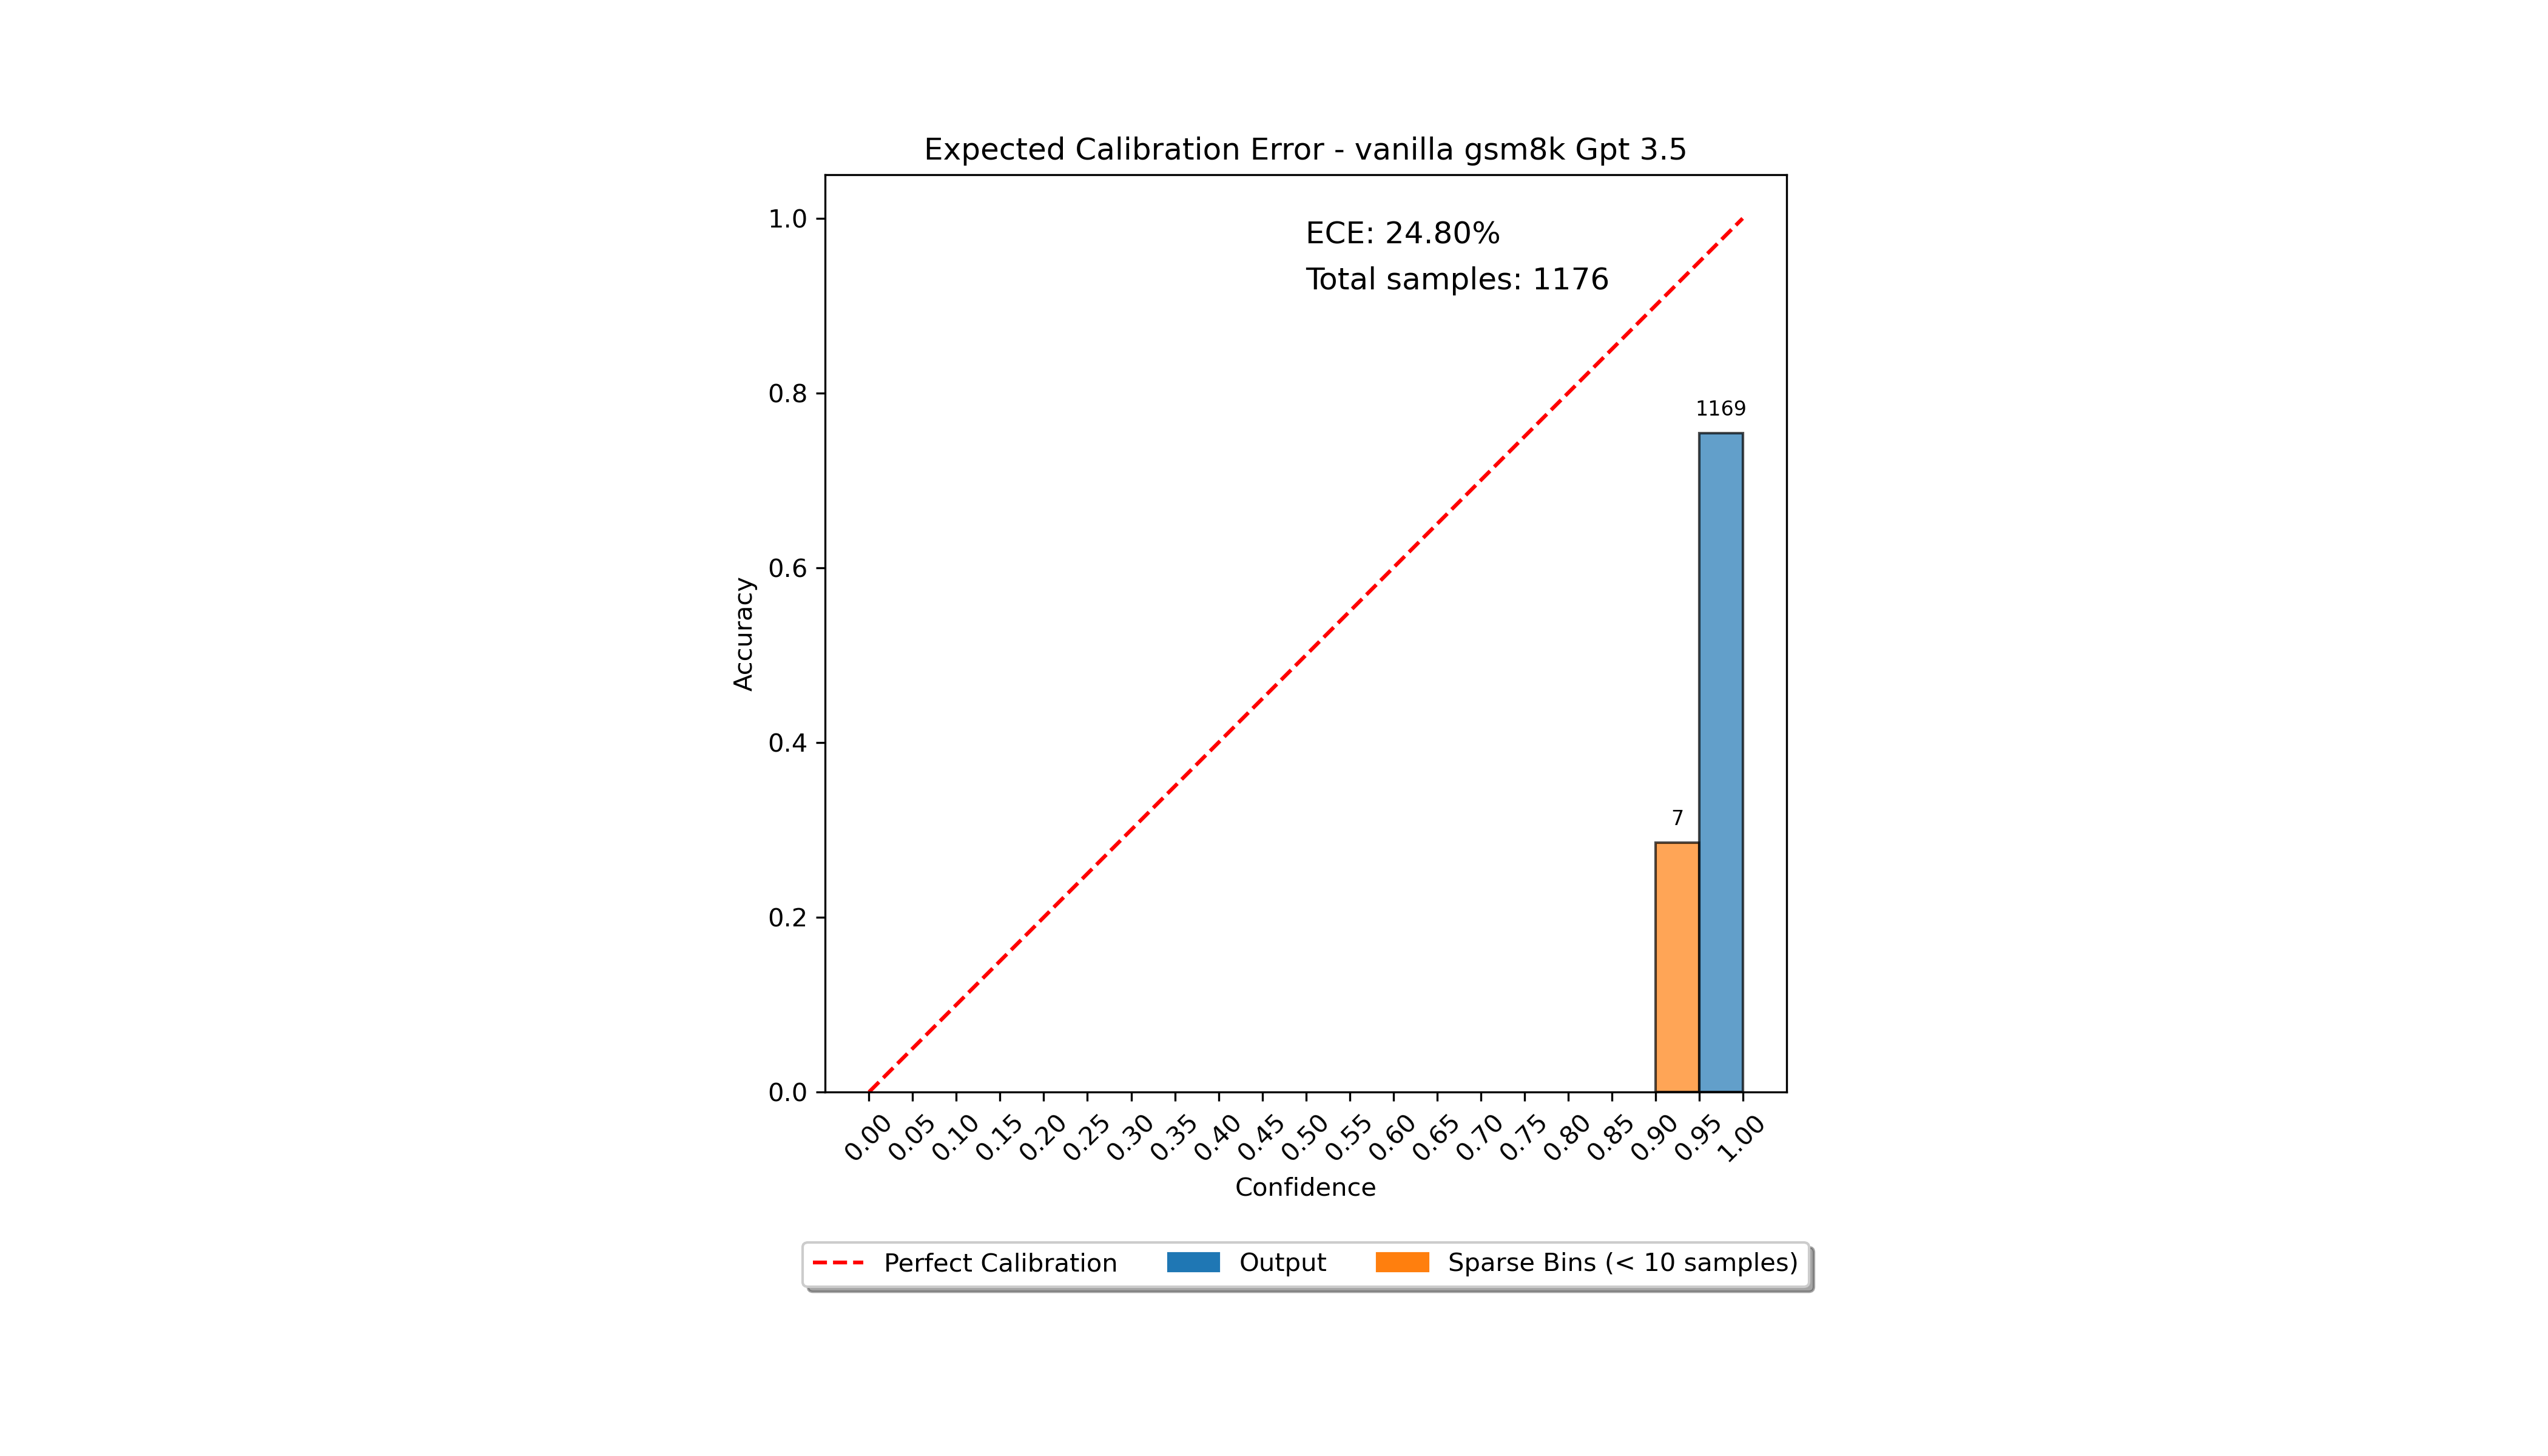 Expected Calibration Error - vanilla gsm8k Gpt 3.5
ECE: 24.80%
Total samples: 1176
1.0
0.8
0.6
0.4
0.2
0.0
Accuracy
1169
7
0.00 0.05 0.10 0.15 0.20 0.25 0.30 0.35 0.40 0.45 0.50 0.55 0.60 0.65 0.70 0.75 0.80 0.85 0.90 0.95 1.00
Confidence
Perfect Calibration Output Sparse Bins (< 10 samples)